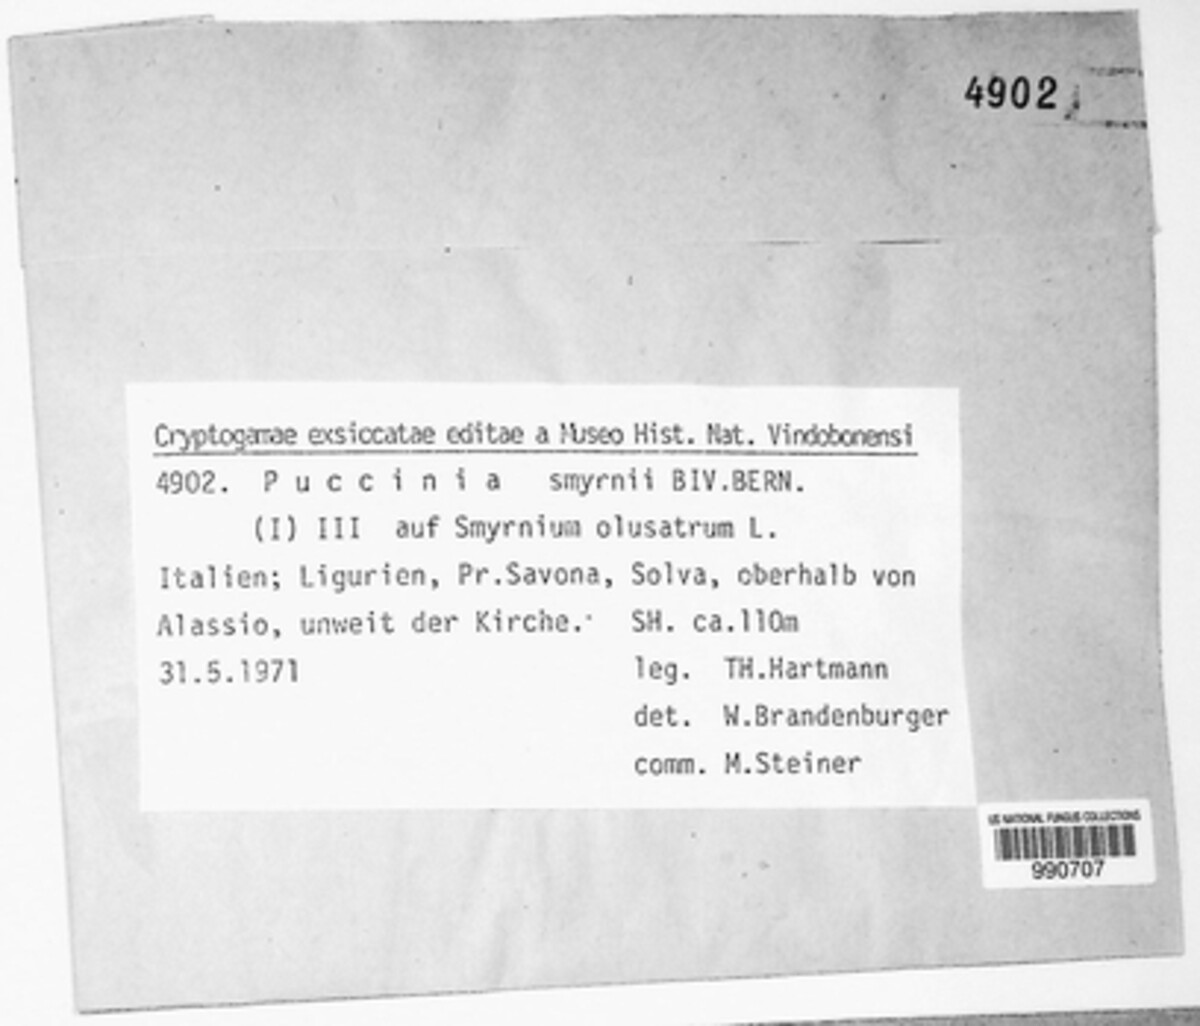 4902
Cryptogamae exsiccatae editae a Museo Hist. Nat. Vindobonensi
4902. Puccinia smyrnii BIV.BERN.
(I) III auf Smyrnium olusatrum L.
Italien; Ligurien, Pr.Savona, Solva, oberhalb von
Alassio, unweit der Kirche. SH. ca.110m
31.5.1971 leg. TH.Hartmann
det. W.Brandenburger
comm. M.Steiner
US NATIONAL FUNGUS COLLECTIONS
990707